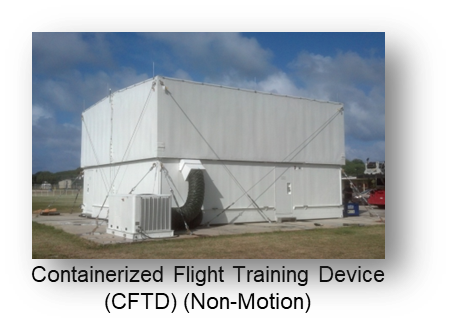 Containerized Flight Training Device
(CFTD) (Non-Motion)